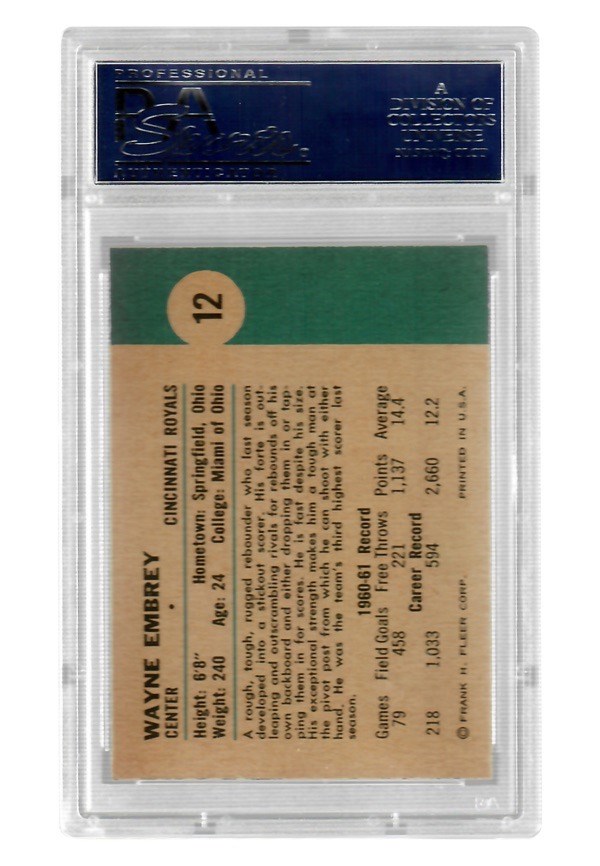 PROFESSIONAL
PSA
Sports.
AUTHENTICATOR
A
DIVISION OF
COLLECTORS
UNIVERSE
NASDAQ: CLCT
12
WAYNE EMBREY
CENTER • CINCINNATI ROYALS
Height: 6'8" Hometown: Springfield, Ohio
Weight: 240 Age: 24 College: Miami of Ohio
A rough, tough, rugged rebounder who last season
developed into a stickout scorer. His forte is out-
leaping and outscrambling rivals for rebounds off his
own backboard and either dropping them in or tap-
ping them in for scores. He is fast despite his size.
His exceptional strength makes him a tough man at
the pivot post from which he can shoot with either
hand. He was the team's third highest scorer last
season.
1960-61 Record
Games Field Goals Free Throws Points Average
79 458 221 1,137 14.4
Career Record
218 1,033 594 2,660 12.2
© FRANK H. FLEER CORP. PRINTED IN U.S.A.
PSA